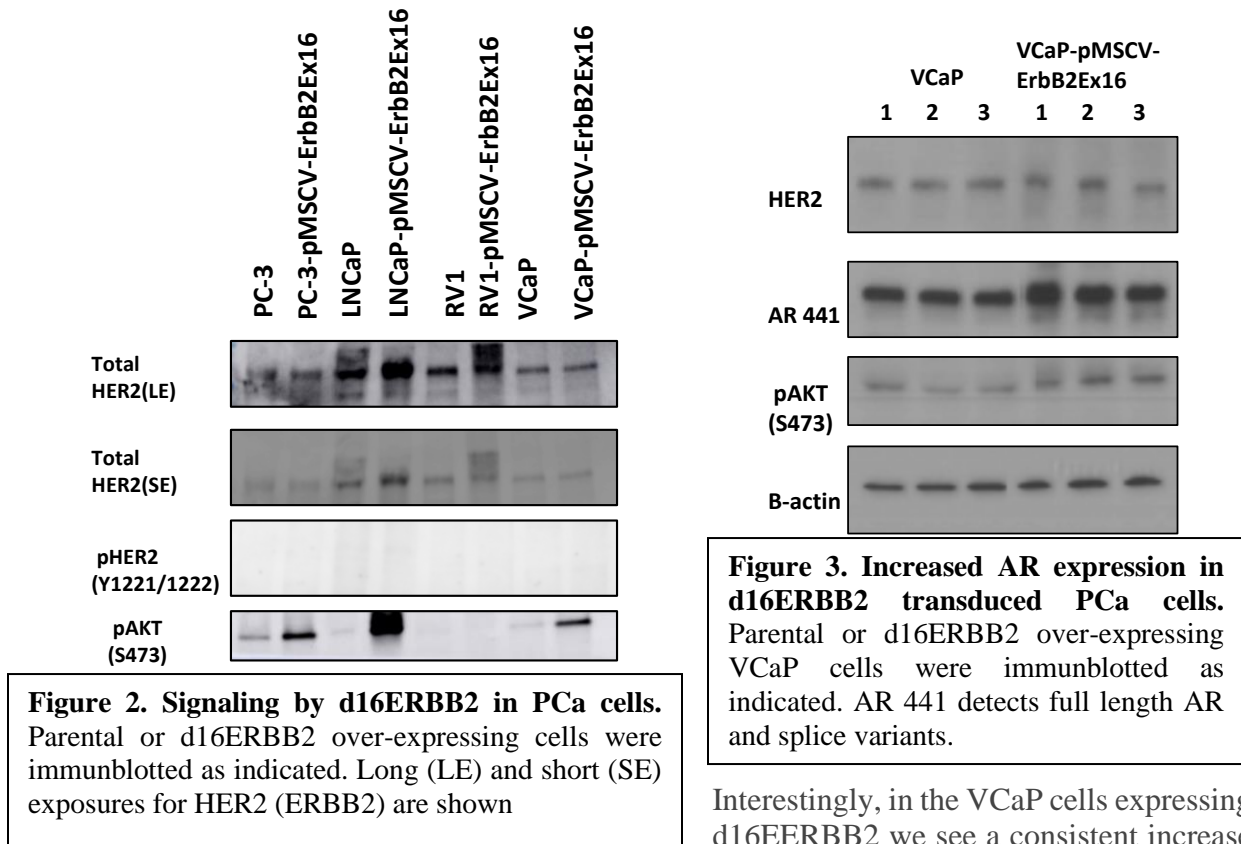 PC-3
PC-3-pMSCV-ErbB2Ex16
LNCaP
LNCaP-pMSCV-ErbB2Ex16
RV1
RV1-pMSCV-ErbB2Ex16
VCaP
VCaP-pMSCV-ErbB2Ex16
Total
HER2(LE)
Total
HER2(SE)
pHER2
(Y1221/1222)
pAKT
(S473)
Figure 2. Signaling by d16ERBB2 in PCa cells.
Parental or d16ERBB2 over-expressing cells were
immunblotted as indicated. Long (LE) and short (SE)
exposures for HER2 (ERBB2) are shown
VCaP
VCaP-pMSCV-
ErbB2Ex16
1 2 3 1 2 3
HER2
AR 441
pAKT
(S473)
B-actin
Figure 3. Increased AR expression in
d16ERBB2 transduced PCa cells.
Parental or d16ERBB2 over-expressing
VCaP cells were immunblotted as
indicated. AR 441 detects full length AR
and splice variants.
Interestingly, in the VCaP cells expressing
d16EERBB2 we see a consistent increase